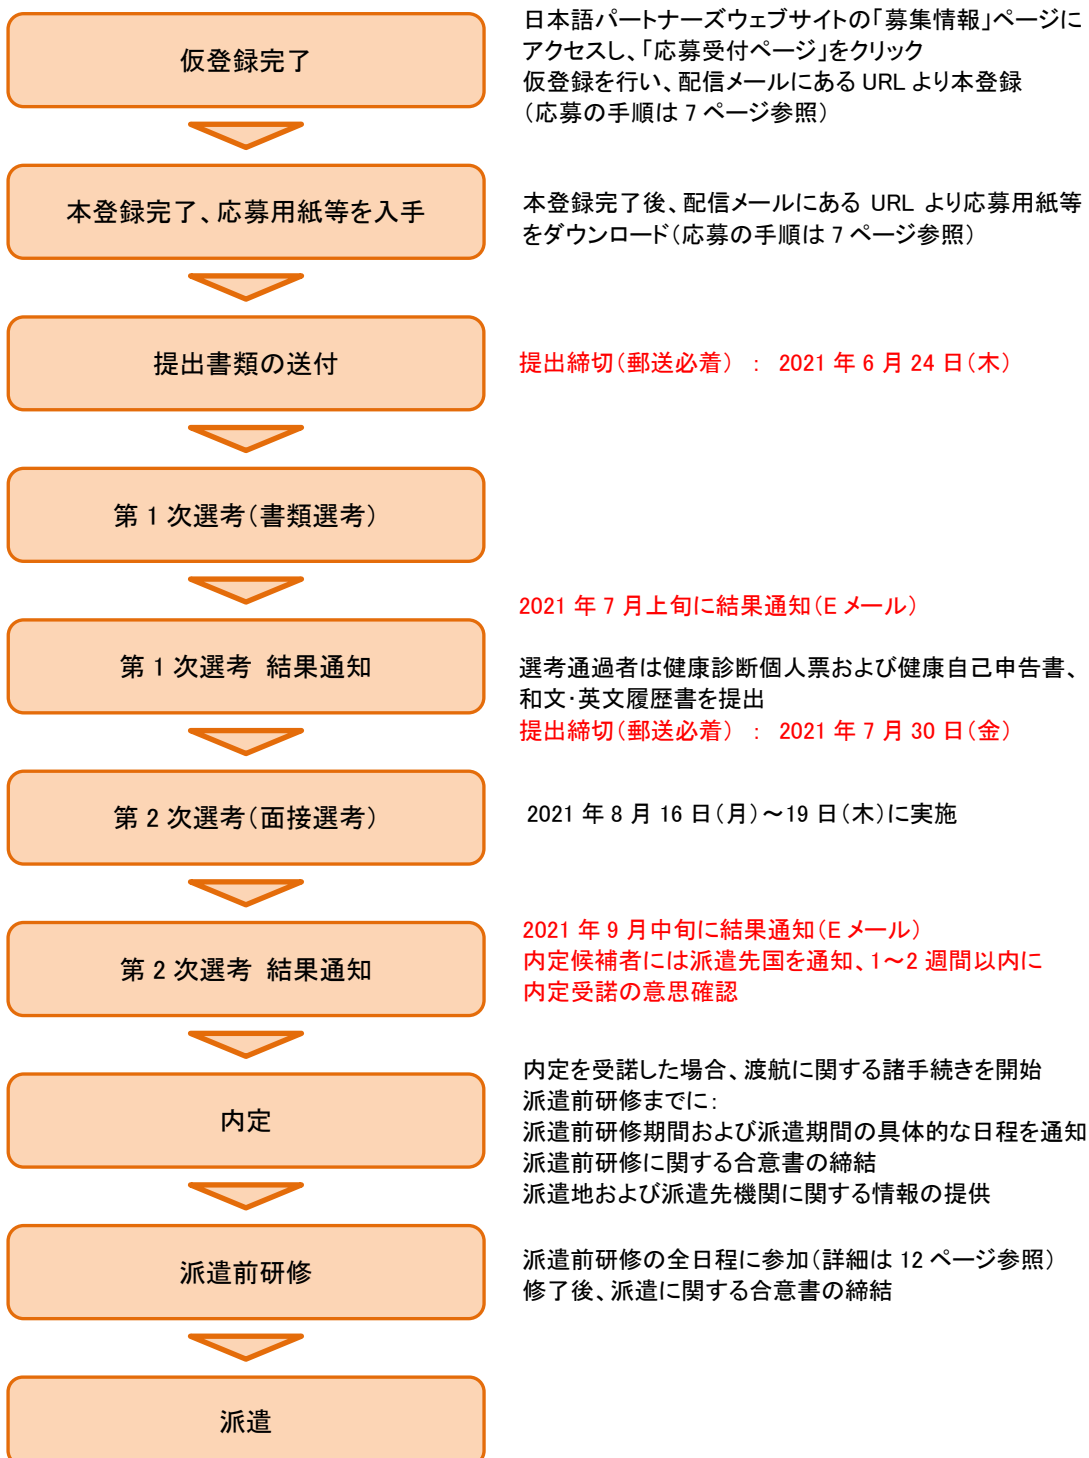 仮登録完了
日本語パートナーズウェブサイトの「募集情報」ページに
アクセスし、「応募受付ページ」をクリック
仮登録を行い、配信メールにある URL より本登録
（応募の手順は 7 ページ参照）
本登録完了、応募用紙等を入手
本登録完了後、配信メールにある URL より応募用紙等
をダウンロード（応募の手順は 7 ページ参照）
提出書類の送付
提出締切（郵送必着） ： 2021 年 6 月 24 日（木）
第 1 次選考（書類選考）
第 1 次選考 結果通知
2021 年 7 月上旬に結果通知（E メール）
選考通過者は健康診断個人票および健康自己申告書、
和文・英文履歴書を提出
提出締切（郵送必着） ： 2021 年 7 月 30 日（金）
第 2 次選考（面接選考）
2021 年 8 月 16 日（月）～19 日（木）に実施
第 2 次選考 結果通知
2021 年 9 月中旬に結果通知（E メール）
内定候補者には派遣先国を通知、1～2 週間以内に
内定受諾の意思確認
内定
内定を受諾した場合、渡航に関する諸手続きを開始
派遣前研修までに：
派遣前研修期間および派遣期間の具体的な日程を通知
派遣前研修に関する合意書の締結
派遣地および派遣先機関に関する情報の提供
派遣前研修
派遣前研修の全日程に参加（詳細は 12 ページ参照）
修了後、派遣に関する合意書の締結
派遣